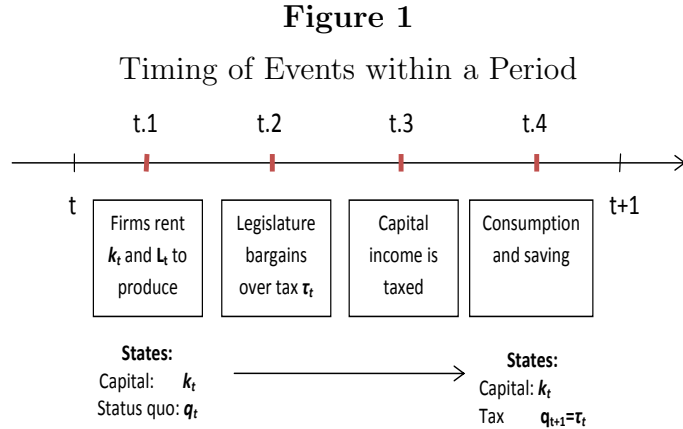 Figure 1
Timing of Events within a Period
t.1
t.2
t.3
t.4
t
t+1
Firms rent
kₜ and Lₜ to
produce
Legislature
bargains
over tax τₜ
Capital
income is
taxed
Consumption
and saving
States:
Capital: kₜ
Status quo: qₜ
States:
Capital: kₜ
Tax qₜ₊₁=τₜ